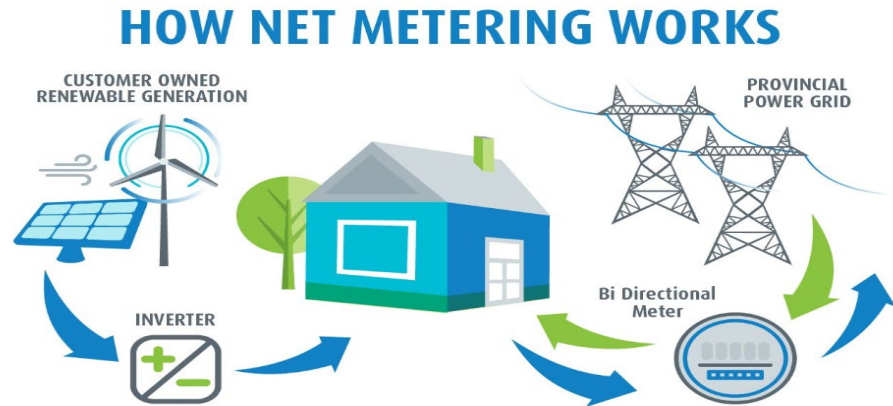 HOW NET METERING WORKS
CUSTOMER OWNED
RENEWABLE GENERATION
PROVINCIAL
POWER GRID
INVERTER
Bi Directional
Meter